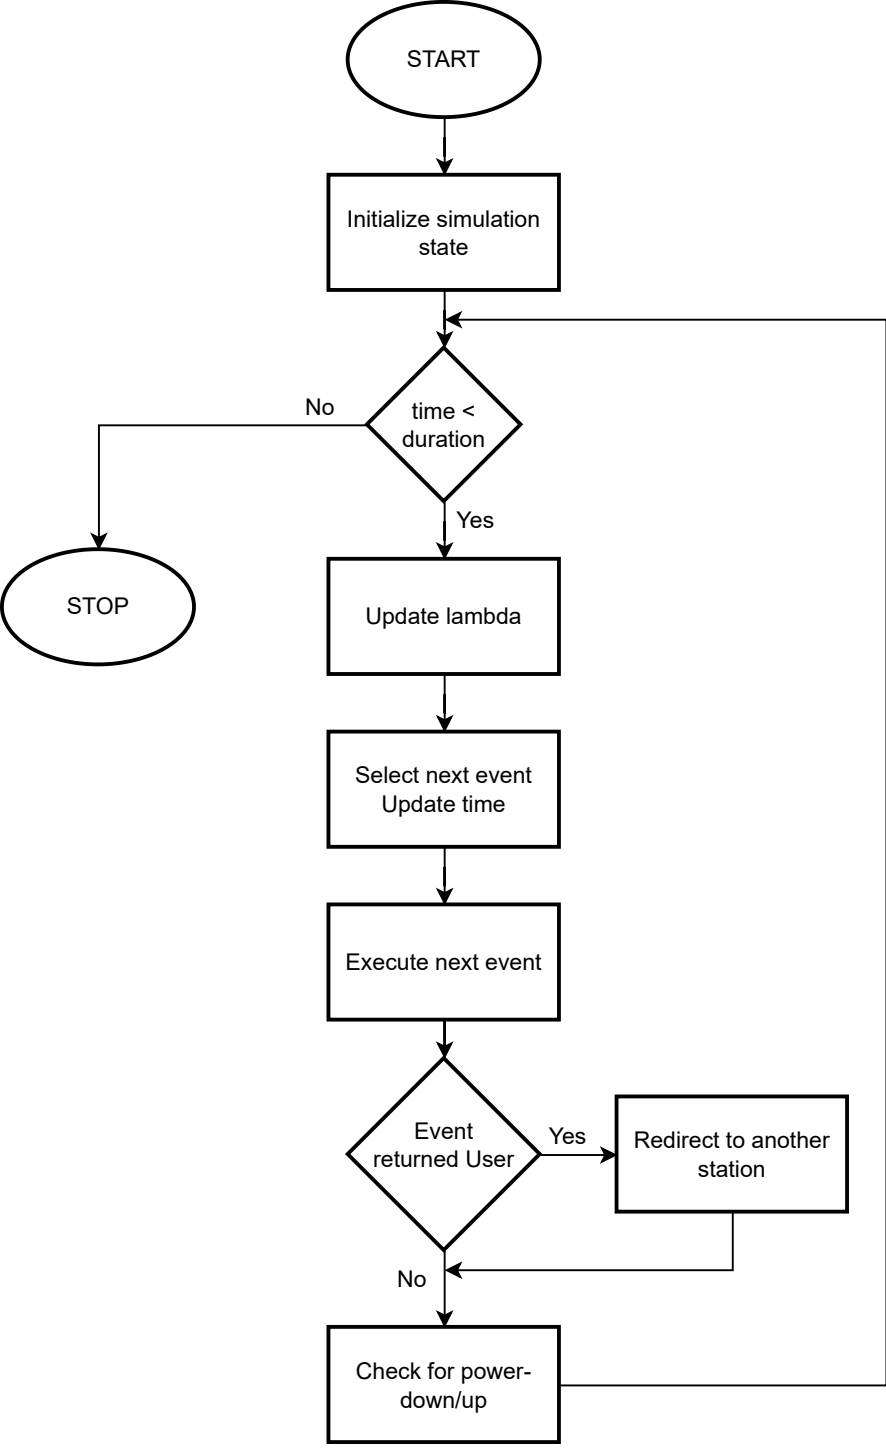 START
Initialize simulation
state
time <
duration
No
Yes
STOP
Update lambda
Select next event
Update time
Execute next event
Event
returned User
Yes
Redirect to another
station
No
Check for power-
down/up